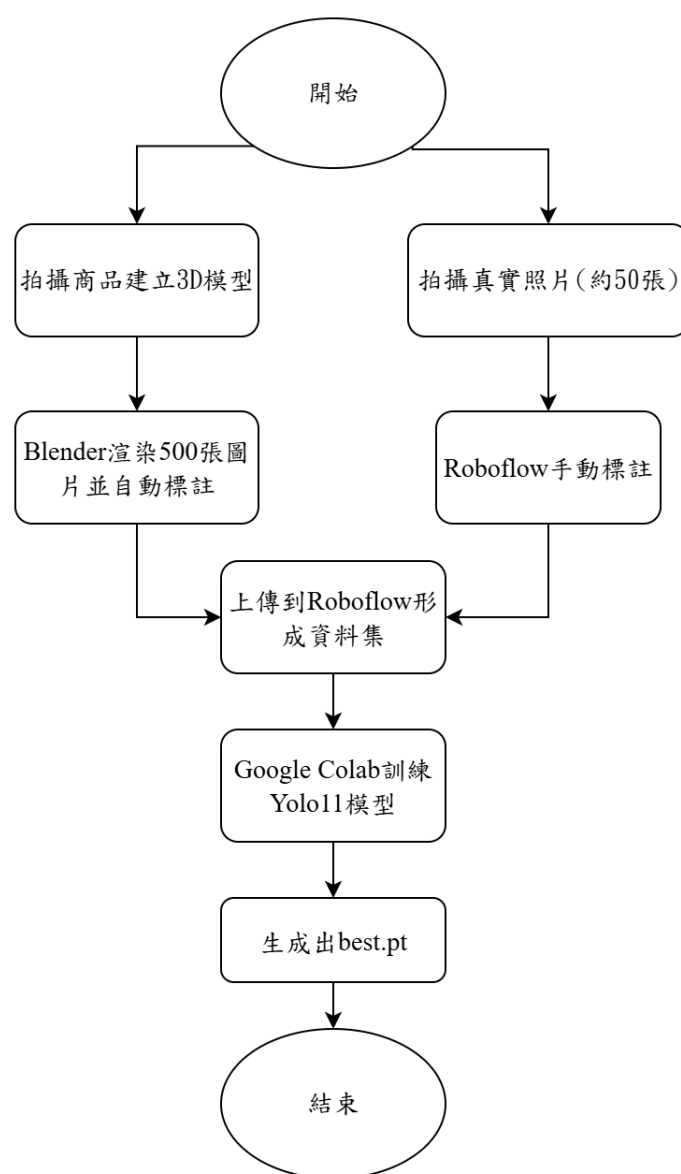 開始
拍攝商品建立3D模型
拍攝真實照片(約50張)
Blender渲染500張圖
片並自動標註
Roboflow手動標註
上傳到Roboflow形
成資料集
Google Colab訓練
Yolo11模型
生成出best.pt
結束